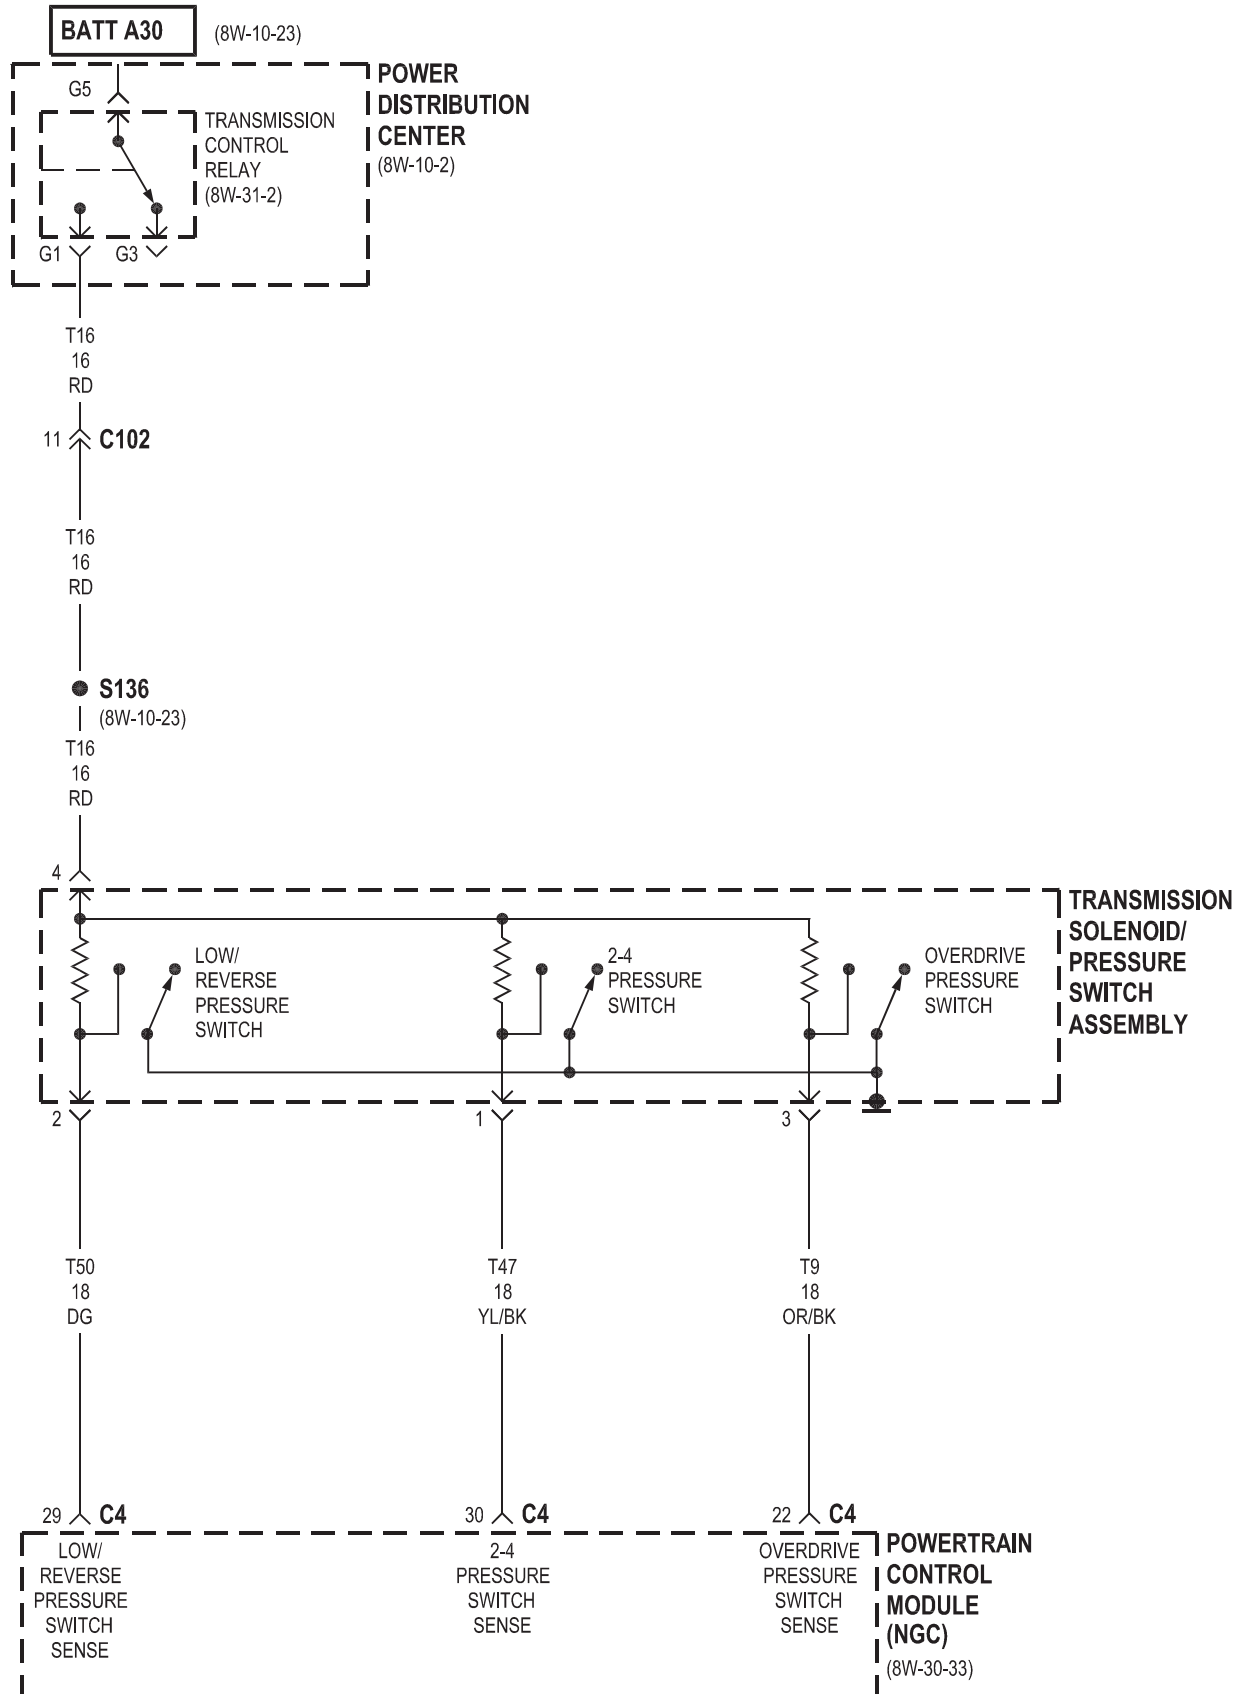 BATT A30
(8W-10-23)
POWER
DISTRIBUTION
CENTER
(8W-10-2)
G5
TRANSMISSION
CONTROL
RELAY
(8W-31-2)
G1
G3
T16
16
RD
11
C102
T16
16
RD
S136
(8W-10-23)
T16
16
RD
4
TRANSMISSION
SOLENOID/
PRESSURE
SWITCH
ASSEMBLY
LOW/
REVERSE
PRESSURE
SWITCH
2-4
PRESSURE
SWITCH
OVERDRIVE
PRESSURE
SWITCH
2
1
3
T50
18
DG
T47
18
YL/BK
T9
18
OR/BK
29
C4
30
C4
22
C4
LOW/
REVERSE
PRESSURE
SWITCH
SENSE
2-4
PRESSURE
SWITCH
SENSE
OVERDRIVE
PRESSURE
SWITCH
SENSE
POWERTRAIN
CONTROL
MODULE
(NGC)
(8W-30-33)